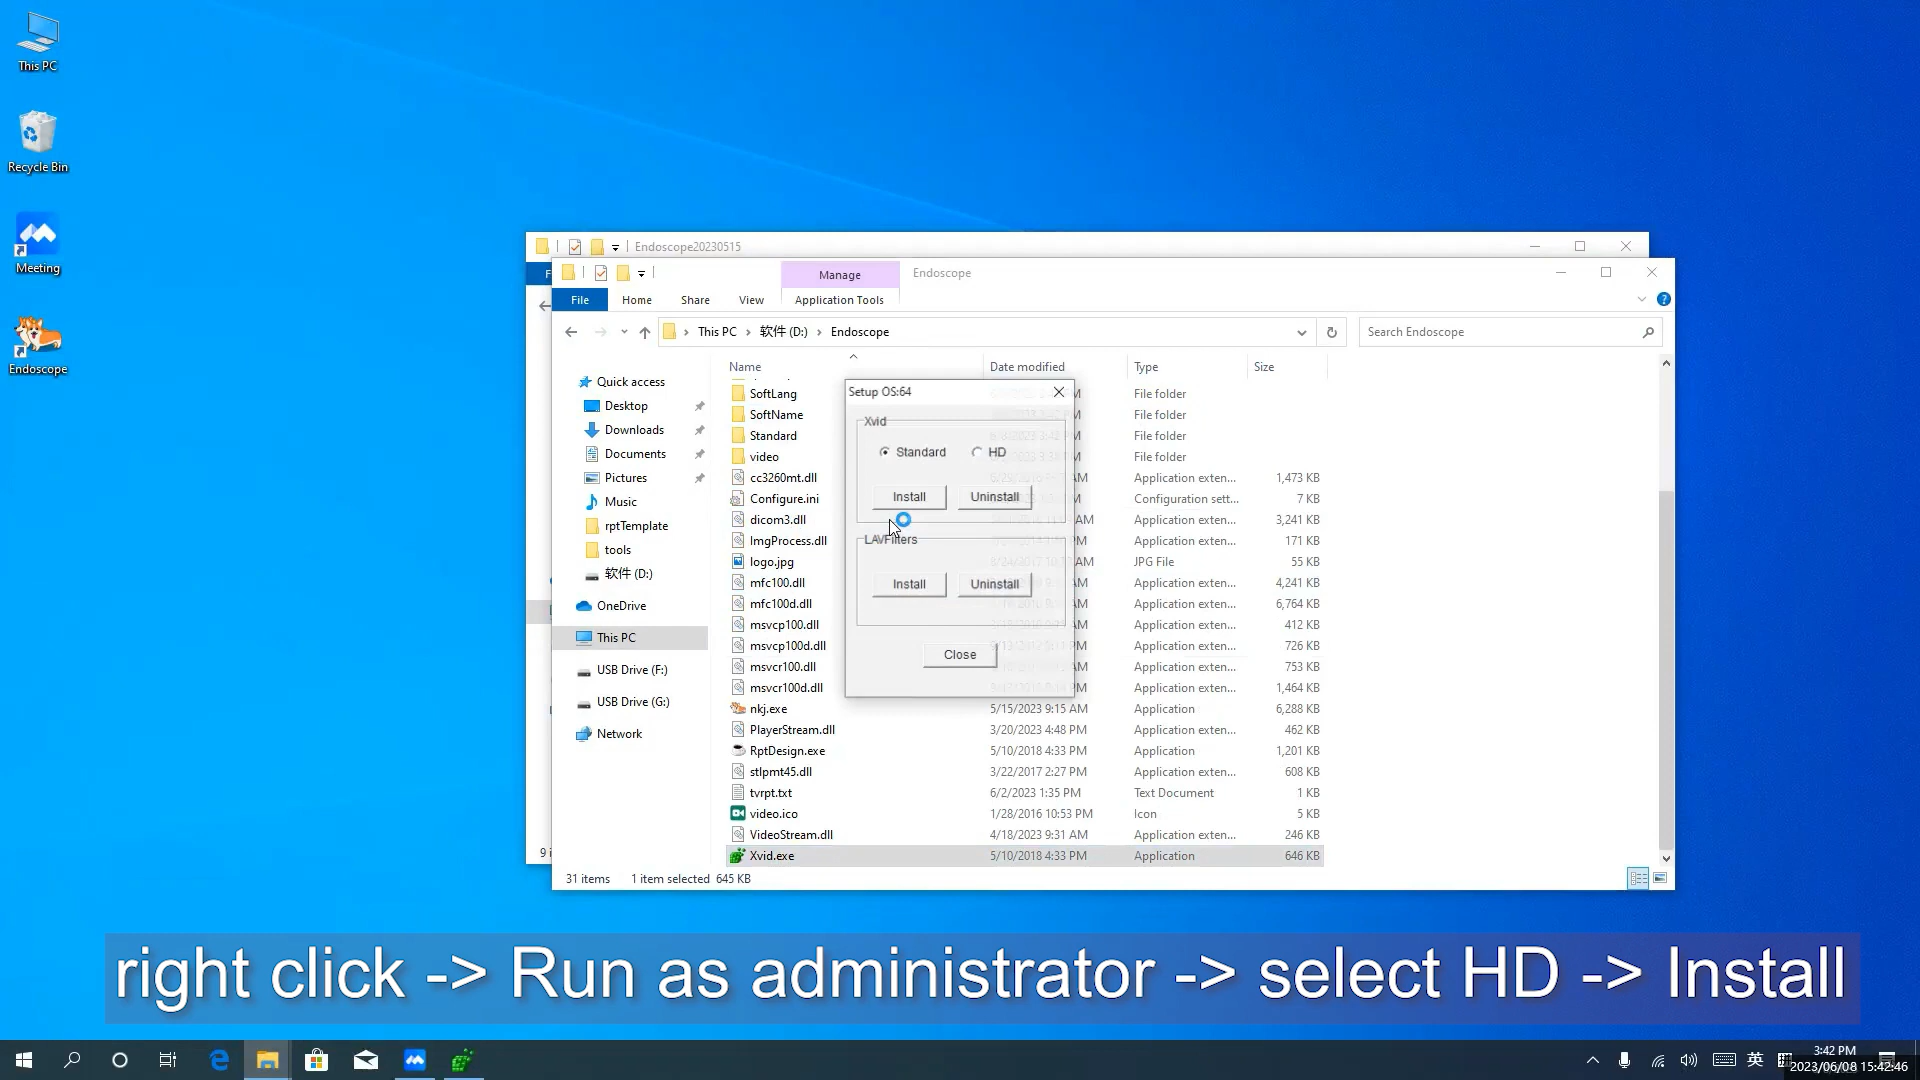 This PC
Recycle Bin
Meeting
Endoscope
Endoscope20230515
Manage
Endoscope
File
Home
Share
View
Application Tools
This PC › 软件 (D:) › Endoscope
Search Endoscope
Name
Date modified
Type
Size
Quick access
Desktop
Downloads
Documents
Pictures
Music
rptTemplate
tools
软件 (D:)
OneDrive
This PC
USB Drive (F:)
USB Drive (G:)
Network
SoftLang File folder
SoftName File folder
Standard File folder
video File folder
cc3260mt.dll Application exten... 1,473 KB
Configure.ini Configuration sett... 7 KB
dicom3.dll Application exten... 3,241 KB
ImgProcess.dll Application exten... 171 KB
logo.jpg JPG File 55 KB
mfc100.dll Application exten... 4,241 KB
mfc100d.dll Application exten... 6,764 KB
msvcp100.dll Application exten... 412 KB
msvcp100d.dll Application exten... 726 KB
msvcr100.dll Application exten... 753 KB
msvcr100d.dll Application exten... 1,464 KB
nkj.exe 5/15/2023 9:15 AM Application 6,288 KB
PlayerStream.dll 3/20/2023 4:48 PM Application exten... 462 KB
RptDesign.exe 5/10/2018 4:33 PM Application 1,201 KB
stlpmt45.dll 3/22/2017 2:27 PM Application exten... 608 KB
tvrpt.txt 6/2/2023 1:35 PM Text Document 1 KB
video.ico 1/28/2016 10:53 PM Icon 5 KB
VideoStream.dll 4/18/2023 9:31 AM Application exten... 246 KB
Xvid.exe 5/10/2018 4:33 PM Application 646 KB
Setup OS:64
Xvid
Standard
HD
Install
Uninstall
LAVFilters
Install
Uninstall
Close
31 items
1 item selected 645 KB
right click -> Run as administrator -> select HD -> Install
英
3:42 PM
2023/06/08 15:42:46